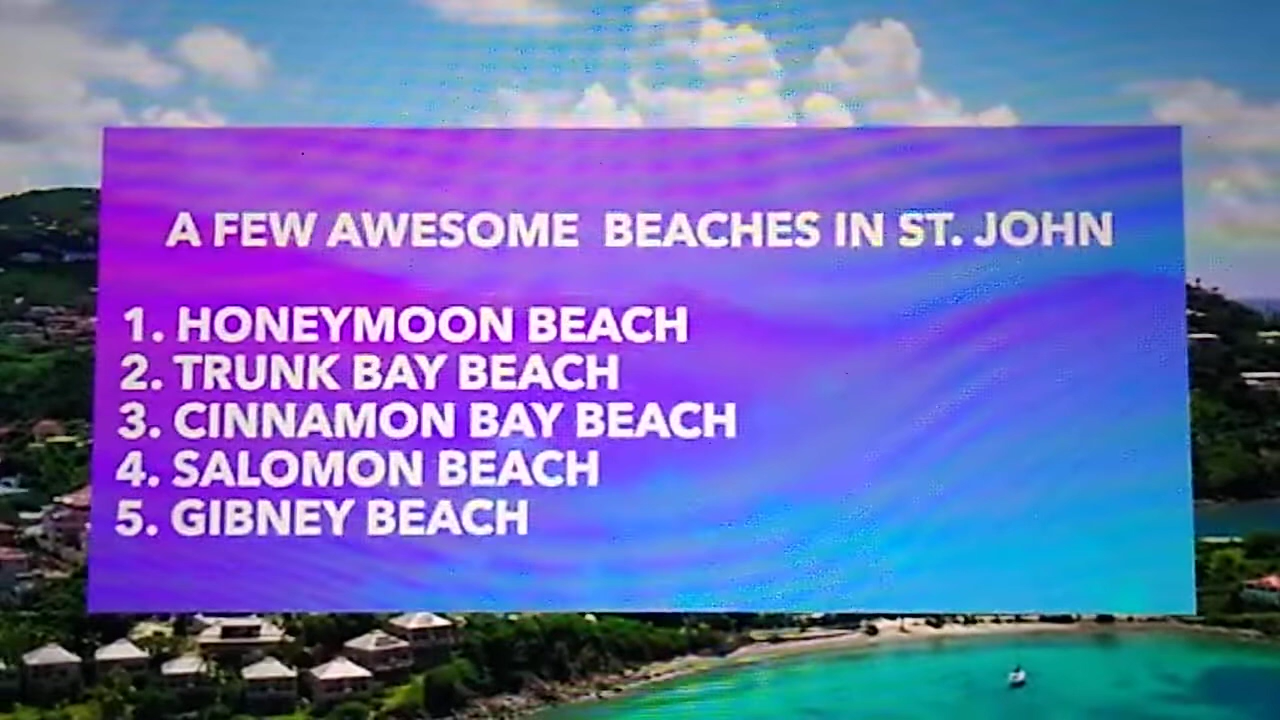 A FEW AWESOME  BEACHES IN ST. JOHN
1. HONEYMOON BEACH
2. TRUNK BAY BEACH
3. CINNAMON BAY BEACH
4. SALOMON BEACH
5. GIBNEY BEACH